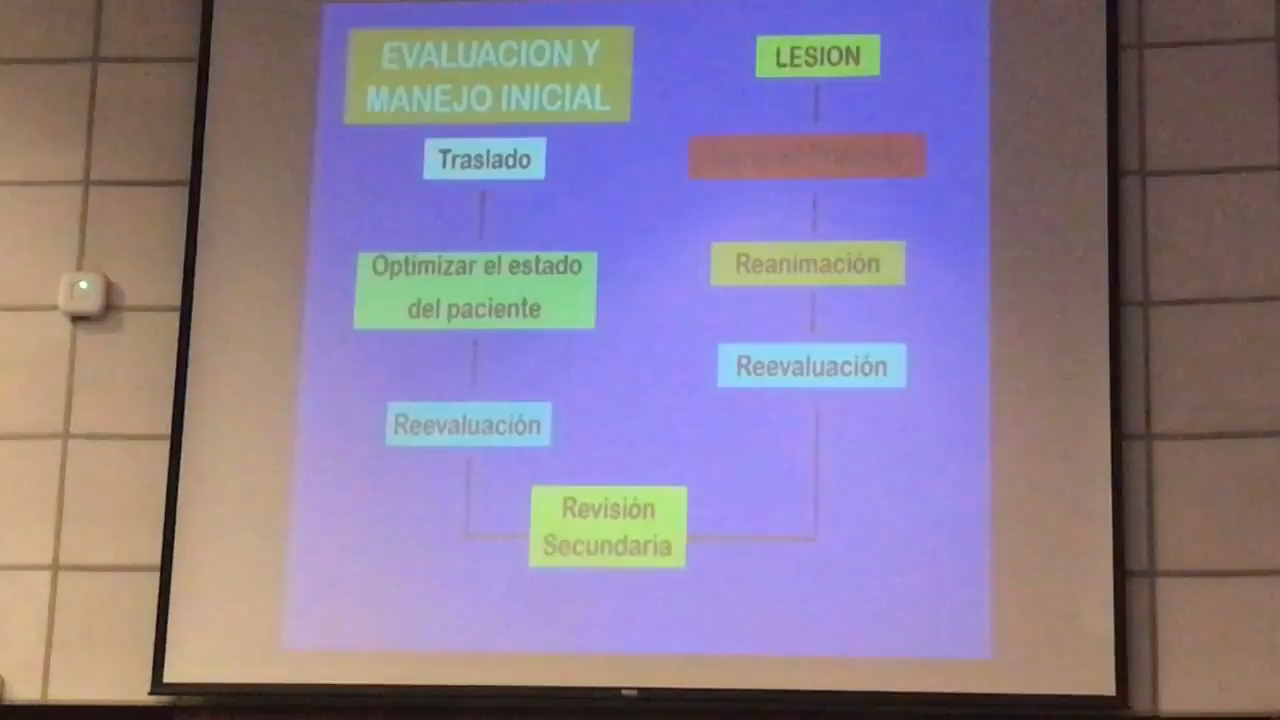 EVALUACION Y
MANEJO INICIAL
Traslado
Optimizar el estado
del paciente
Reevaluación
LESION
Reanimación
Reevaluación
Revisión
Secundaria